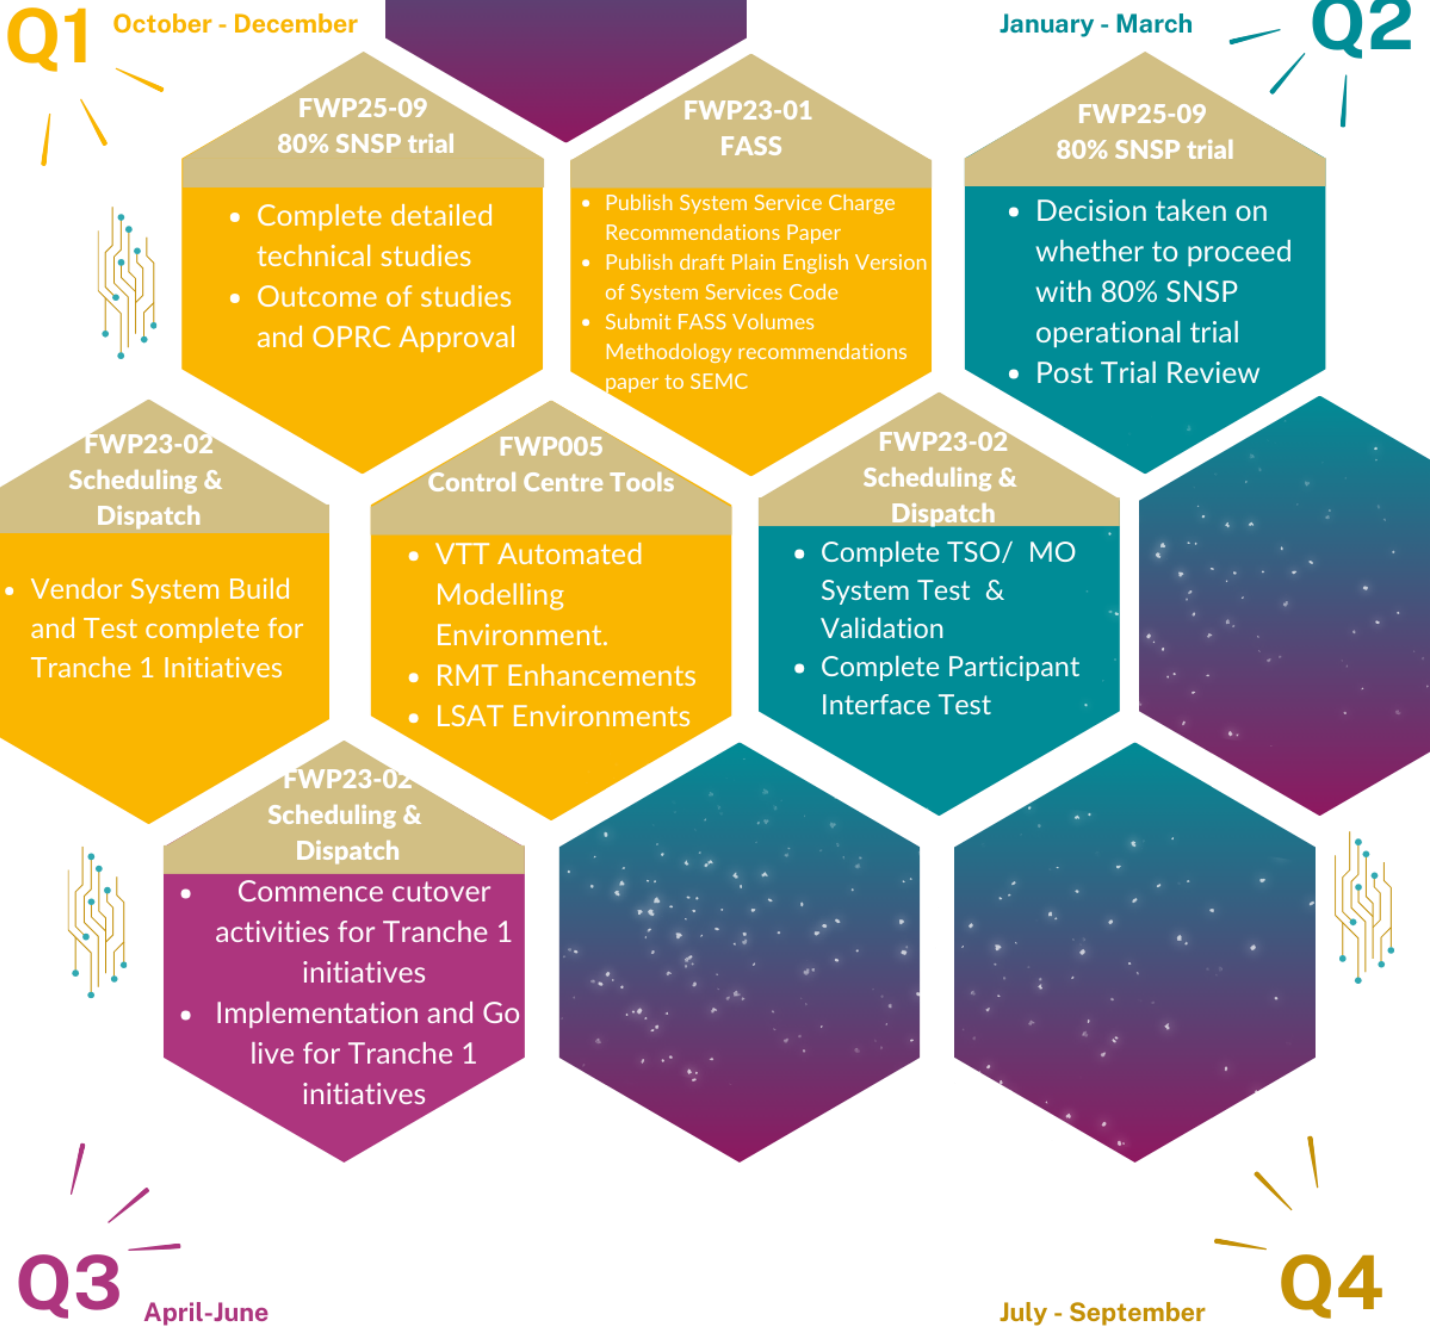 Q1
October - December
January - March
Q2
FWP25-09
80% SNSP trial
• Complete detailed
technical studies
• Outcome of studies
and OPRC Approval
FWP23-01
FASS
• Publish System Service Charge
Recommendations Paper
• Publish draft Plain English Version
of System Services Code
• Submit FASS Volumes
Methodology recommendations
paper to SEMC
FWP25-09
80% SNSP trial
• Decision taken on
whether to proceed
with 80% SNSP
operational trial
• Post Trial Review
FWP23-02
Scheduling &
Dispatch
• Vendor System Build
and Test complete for
Tranche 1 Initiatives
FWP005
Control Centre Tools
• VTT Automated
Modelling
Environment.
• RMT Enhancements
• LSAT Environments
FWP23-02
Scheduling &
Dispatch
• Complete TSO/ MO
System Test &
Validation
• Complete Participant
Interface Test
FWP23-02
Scheduling &
Dispatch
• Commence cutover
activities for Tranche 1
initiatives
• Implementation and Go
live for Tranche 1
initiatives
Q3
April-June
July - September
Q4